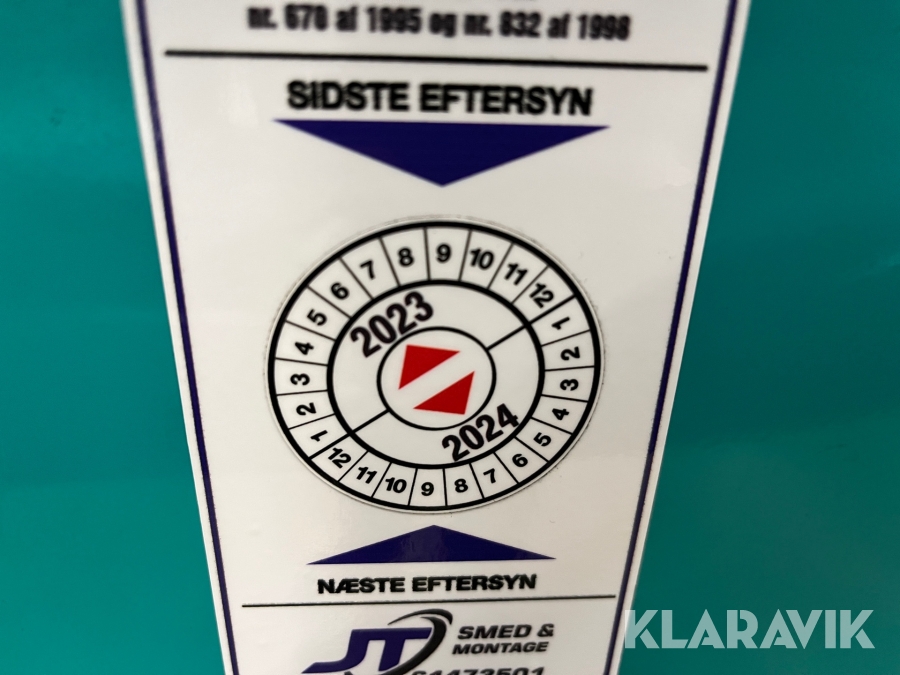 nr. 670 af 1995 og nr. 832 af 1998
SIDSTE EFTERSYN
1 2 3 4 5 6 7 8 9 10 11 12
2023
1 2 3 4 5 6 7 8 9 10 11 12
2024
NÆSTE EFTERSYN
JT SMED &
MONTAGE
KLARAVIK